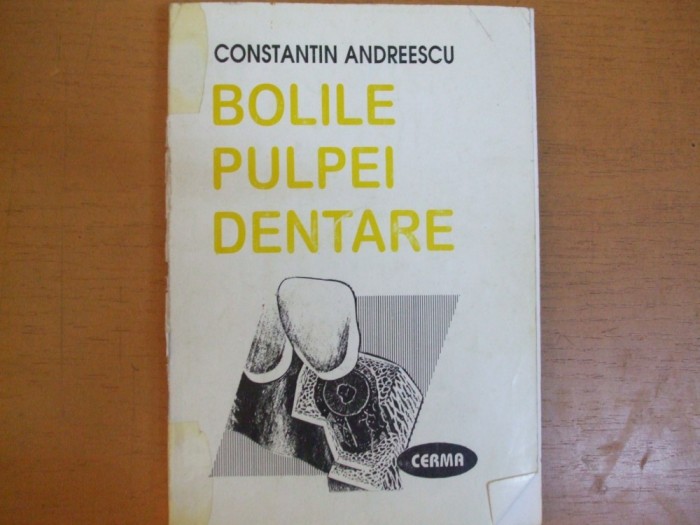 CONSTANTIN ANDREESCU
BOLILE
PULPEI
DENTARE
CERMA